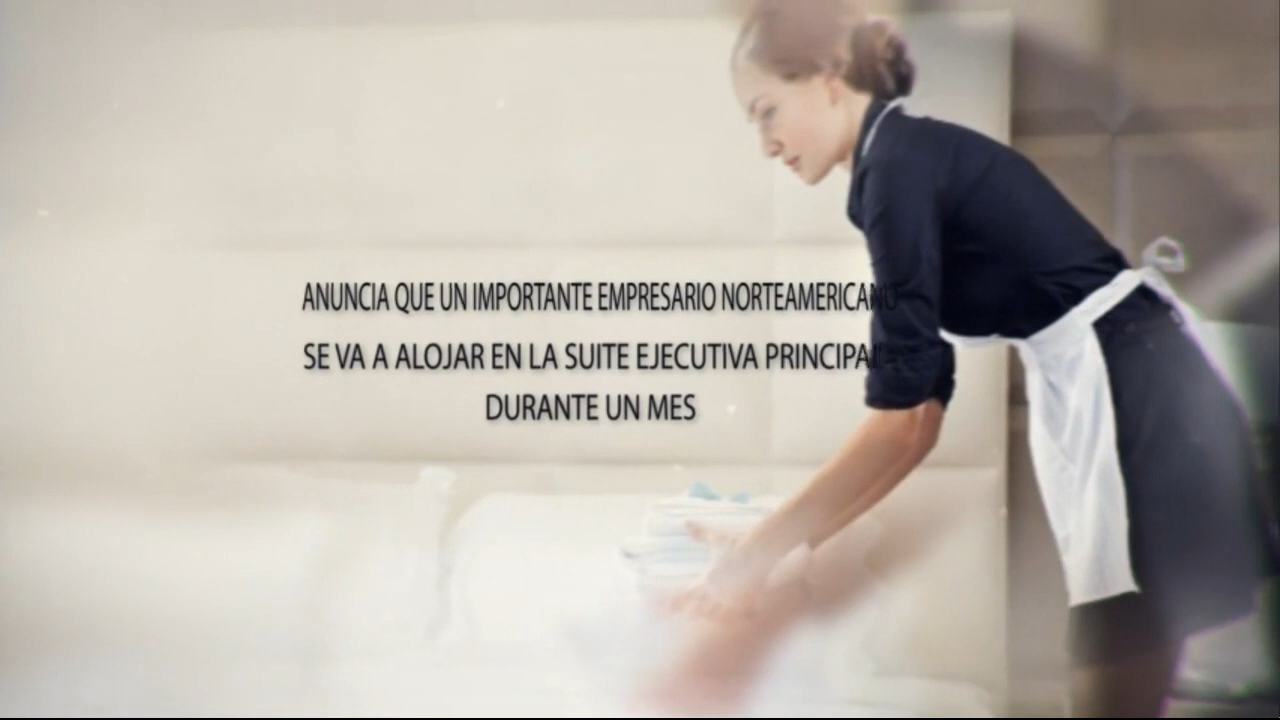 ANUNCIA QUE UN IMPORTANTE EMPRESARIO NORTEAMERICANO
SE VA A ALOJAR EN LA SUITE EJECUTIVA PRINCIPAL
DURANTE UN MES